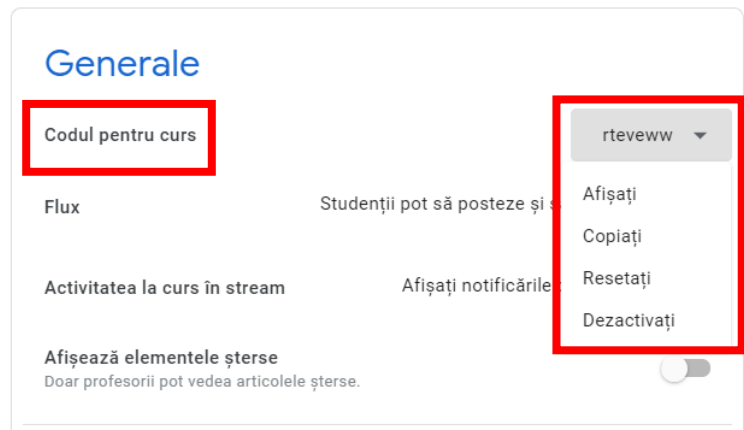 Generale
Codul pentru curs
rteveww
Flux
Studenții pot să posteze și
Afișați
Copiați
Activitatea la curs în stream
Afișați notificările
Resetați
Dezactivați
Afișează elementele șterse
Doar profesorii pot vedea articolele șterse.